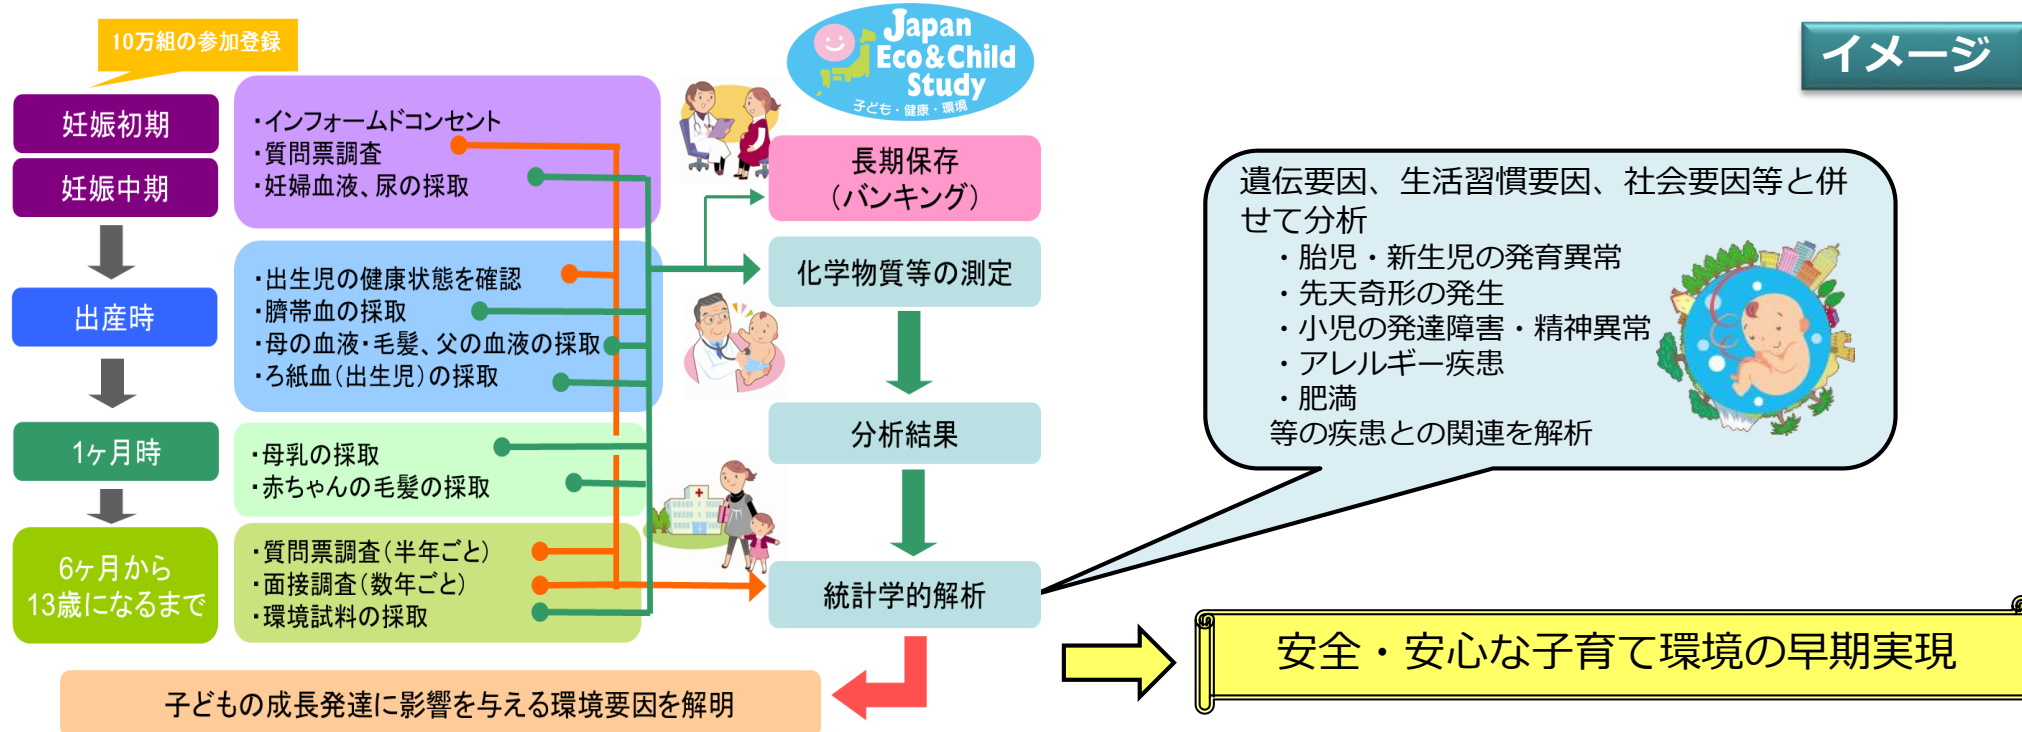 10万組の参加登録
Japan
Eco&Child
Study
子ども・健康・環境
イメージ
妊娠初期
妊娠中期
・インフォームドコンセント
・質問票調査
・妊婦血液、尿の採取
長期保存
（バンキング）
出産時
・出生児の健康状態を確認
・臍帯血の採取
・母の血液・毛髪、父の血液の採取
・ろ紙血（出生児）の採取
化学物質等の測定
1ヶ月時
・母乳の採取
・赤ちゃんの毛髪の採取
分析結果
6ヶ月から
13歳になるまで
・質問票調査（半年ごと）
・面接調査（数年ごと）
・環境試料の採取
統計学的解析
遺伝要因、生活習慣要因、社会要因等と併
せて分析
・胎児・新生児の発育異常
・先天奇形の発生
・小児の発達障害・精神異常
・アレルギー疾患
・肥満
等の疾患との関連を解析
子どもの成長発達に影響を与える環境要因を解明
安全・安心な子育て環境の早期実現